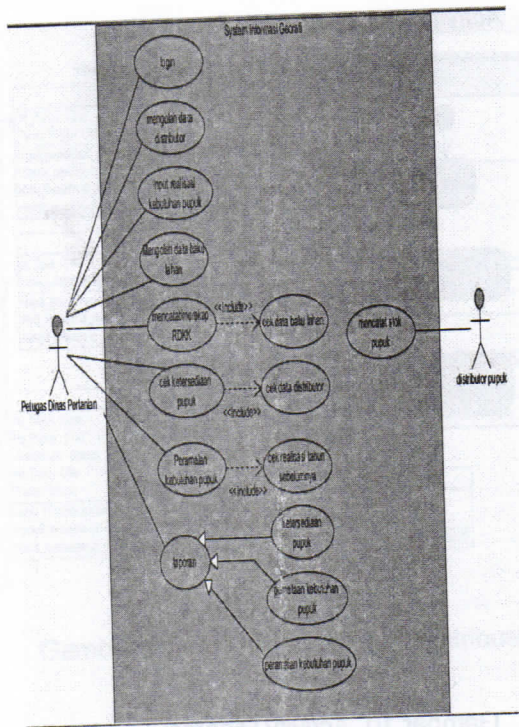 System Informasi Geografi
login
mengolah data
distributor
input realisasi
kebutuhan pupuk
Mengolah data baku
lahan
mencatat/merekap
RDKK
<<include>>
cek data baku lahan
mencatat stok
pupuk
cek ketersediaan
pupuk
cek data distributor
<<include>>
Petugas Dinas Pertanian
distributor pupuk
Peramalan
kebutuhan pupuk
cek realisasi tahun
sebelumnya
<<include>>
ketersediaan
pupuk
laporan
pemetaan kebutuhan
pupuk
peramalan kebutuhan pupuk